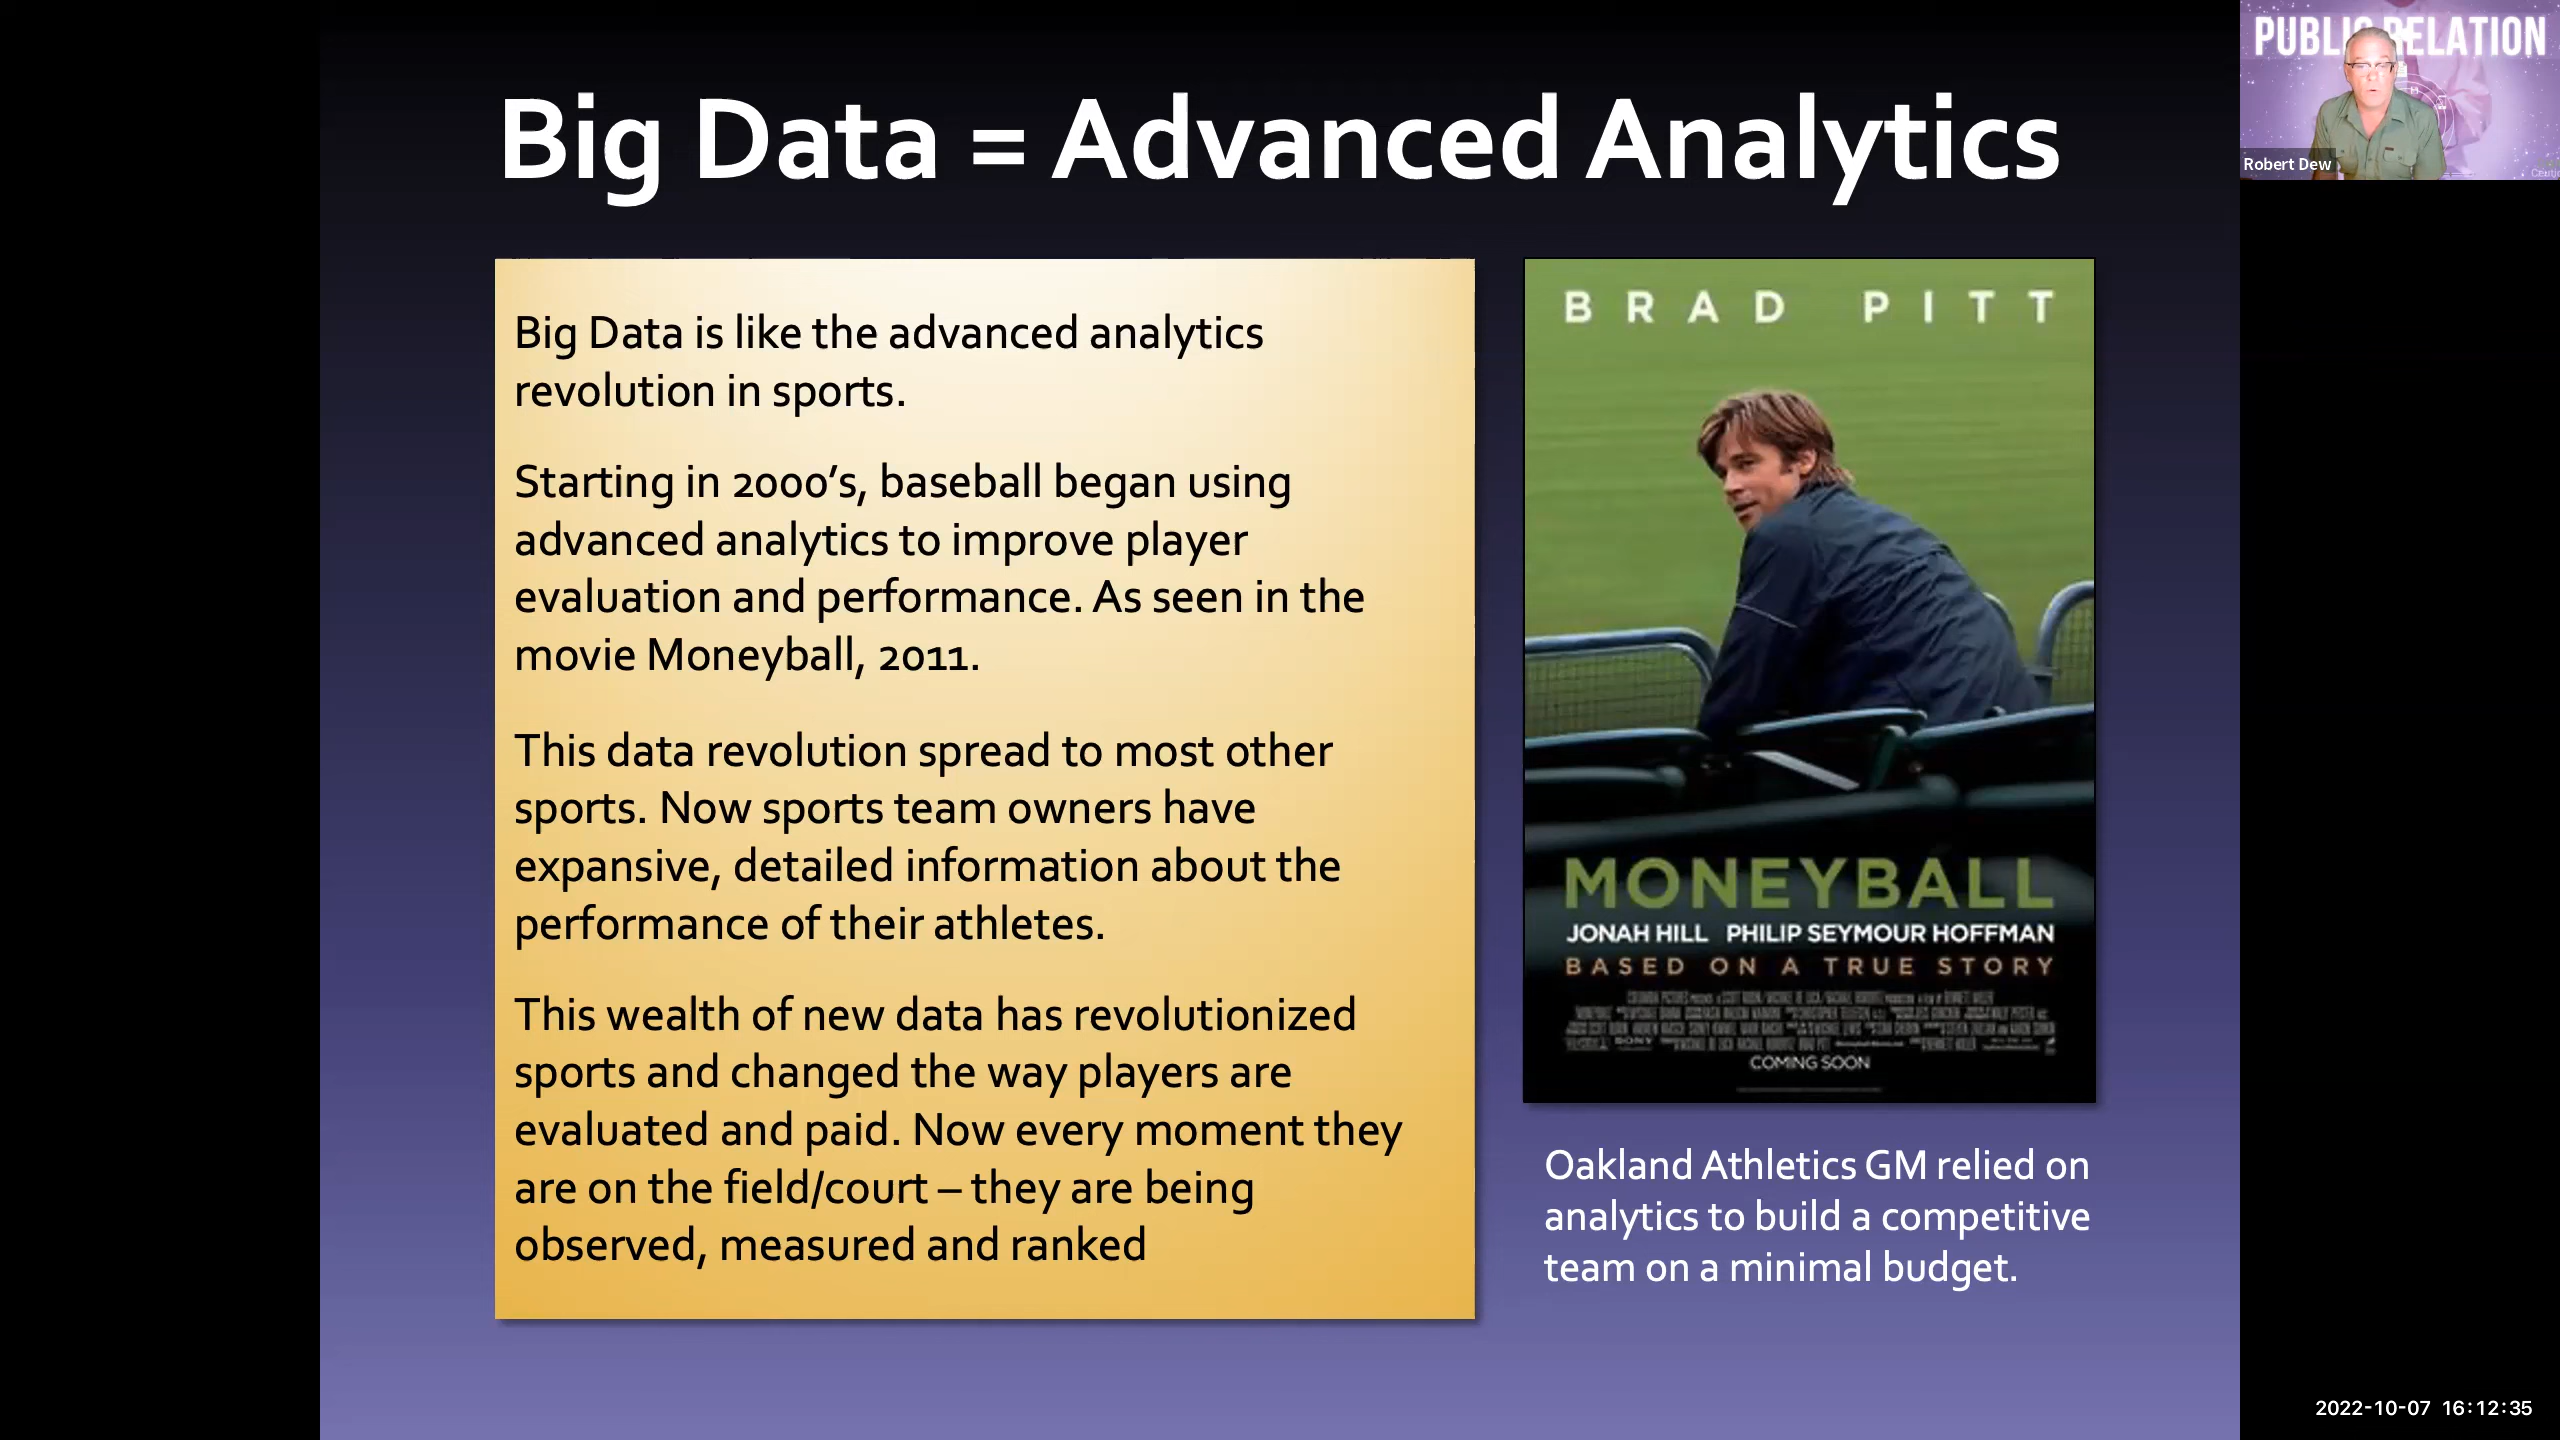 Big Data = Advanced Analytics
Big Data is like the advanced analytics
revolution in sports.
Starting in 2000’s, baseball began using
advanced analytics to improve player
evaluation and performance. As seen in the
movie Moneyball, 2011.
This data revolution spread to most other
sports. Now sports team owners have
expansive, detailed information about the
performance of their athletes.
This wealth of new data has revolutionized
sports and changed the way players are
evaluated and paid. Now every moment they
are on the field/court – they are being
observed, measured and ranked
BRAD PITT
MONEYBALL
JONAH HILL PHILIP SEYMOUR HOFFMAN
BASED ON A TRUE STORY
SONY
COMING SOON
Oakland Athletics GM relied on
analytics to build a competitive
team on a minimal budget.
PUBLIC RELATION
Robert Dew
2022-10-07 16:12:35